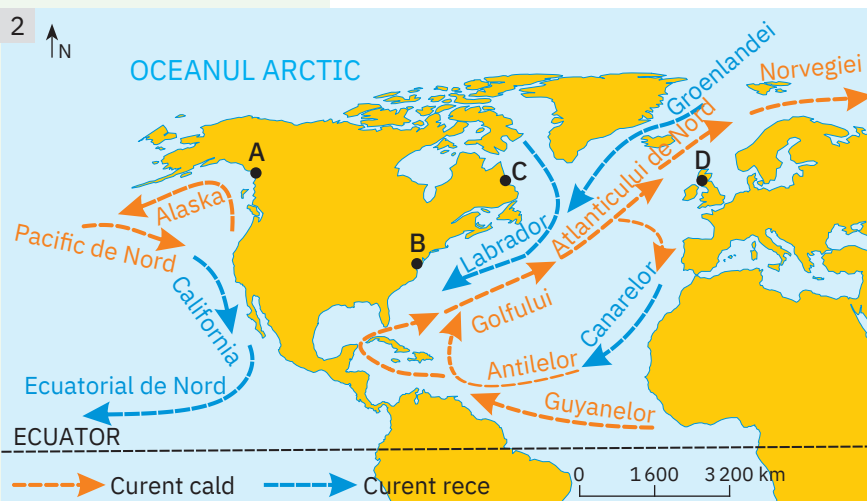 2
N
OCEANUL ARCTIC
Groenlandei
Norvegiei
A
C
D
Alaska
Atlanticului de Nord
Pacific de Nord
Labrador
B
California
Golfului
Canarelor
Antilelor
Ecuatorial de Nord
Guyanelor
ECUATOR
Curent cald
Curent rece
0 1 600 3 200 km